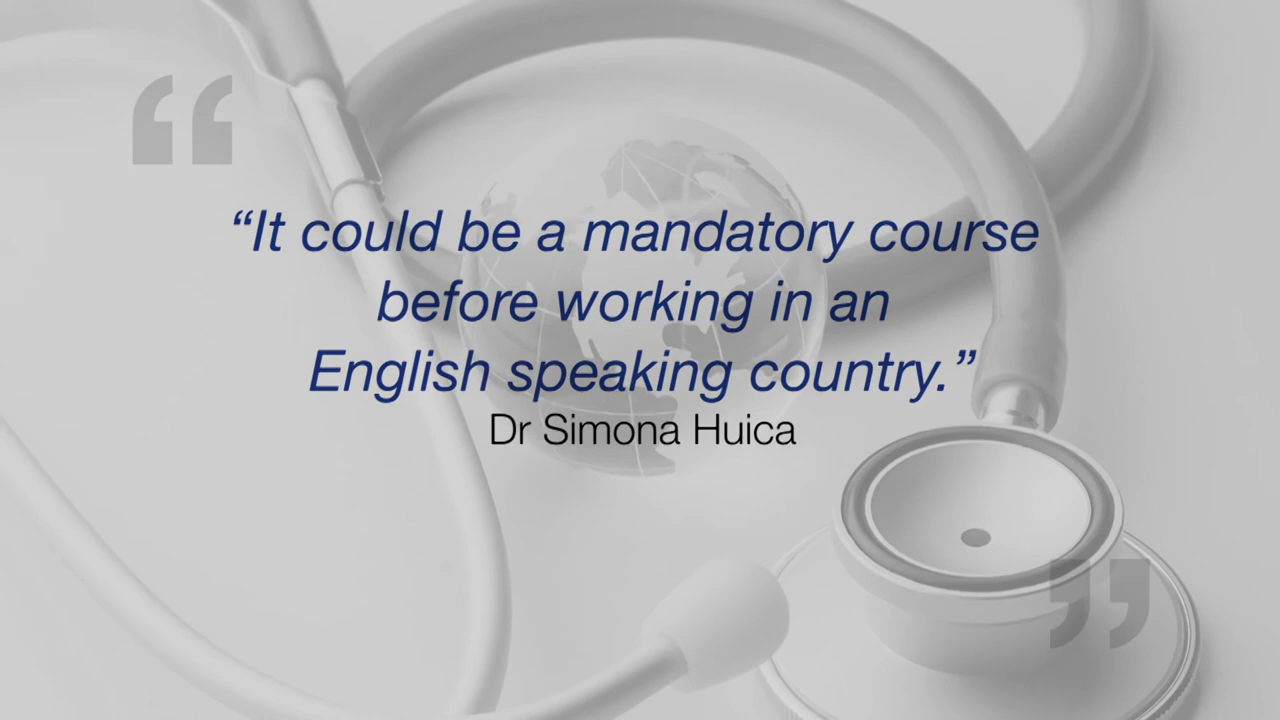 “It could be a mandatory course
before working in an
English speaking country.”
Dr Simona Huica